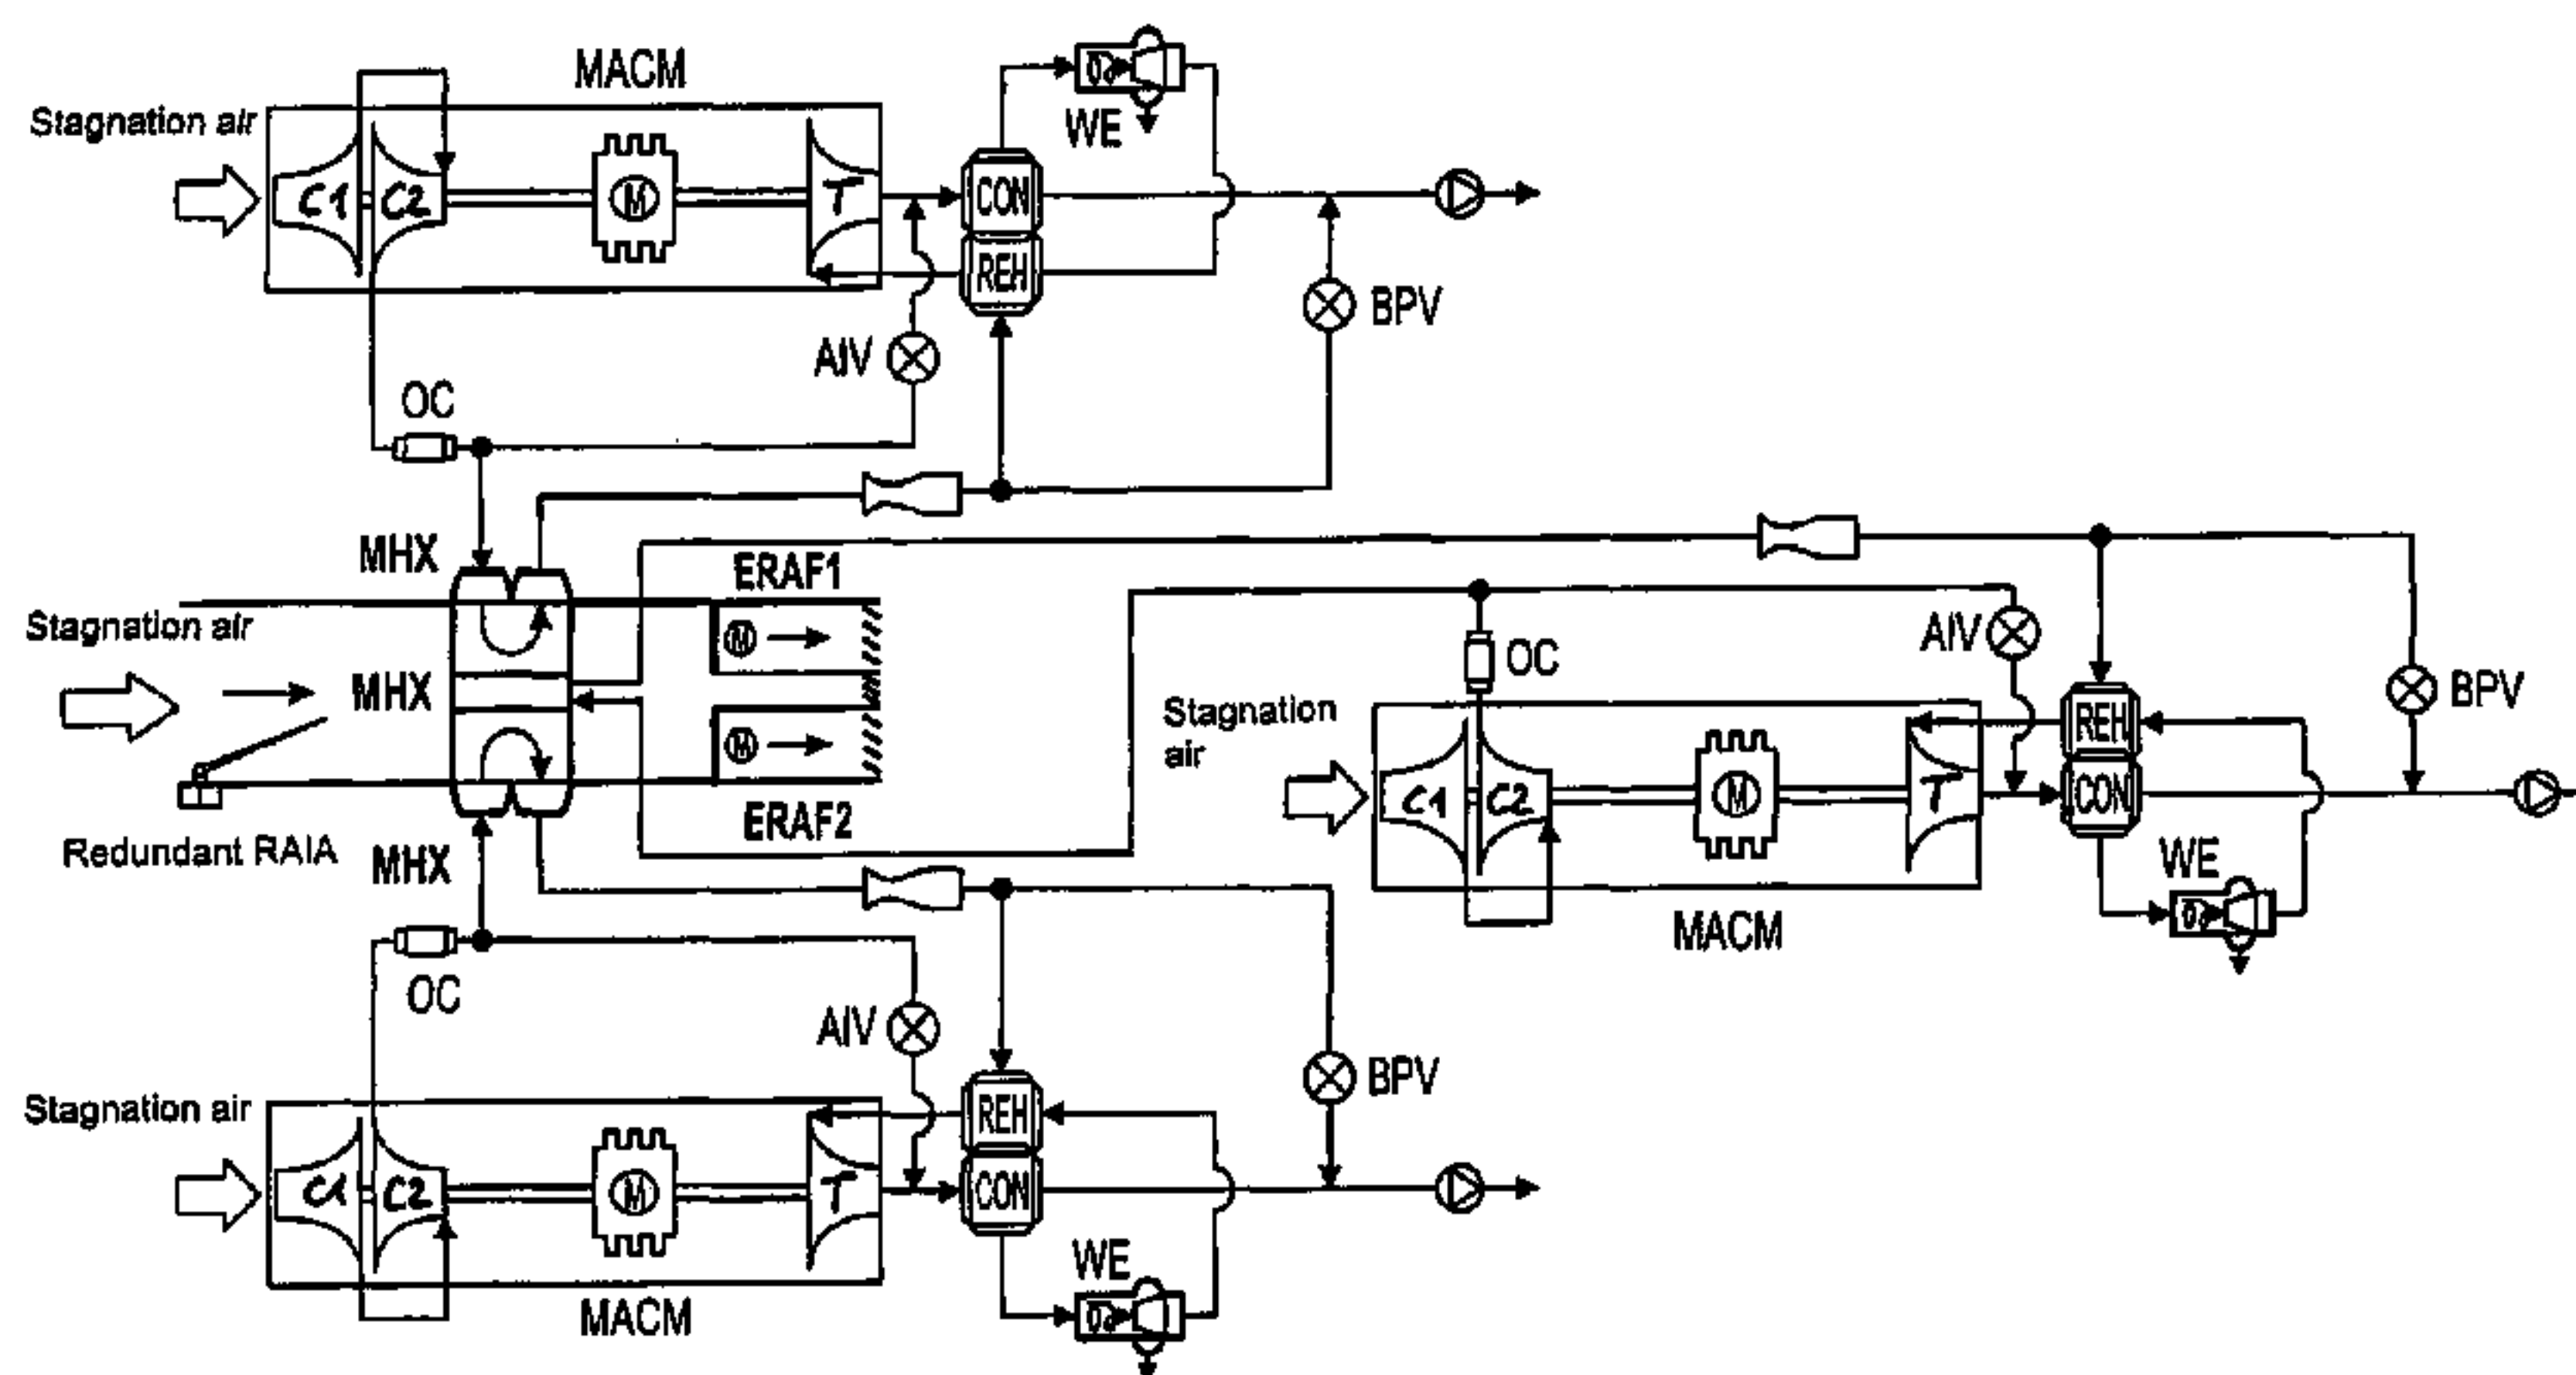 MACM
Stagnation air
WE
C1 C2 M T CON
REH
BPV
AIV
OC
MHX
ERAF1
Stagnation air
M
AIV
OC
MHX
BPV
Stagnation
air
REH
M
C1 C2 M T CON
ERAF2
Redundant RAIA
MHX
WE
MACM
OC
AIV
BPV
Stagnation air
REH
C1 C2 M T CON
WE
MACM